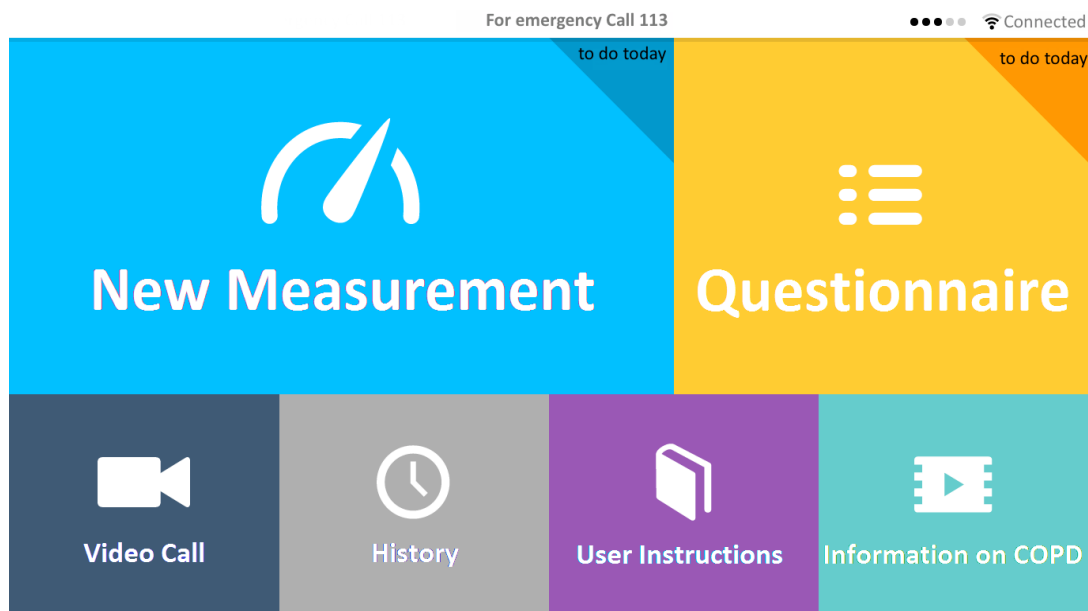 For emergency Call 113
Connected
to do today
to do today
New Measurement
Questionnaire
Video Call
History
User Instructions
Information on COPD